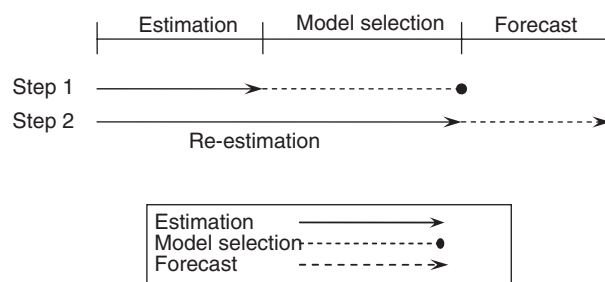 Estimation Model selection Forecast
Step 1
Step 2
Re-estimation
Estimation
Model selection
Forecast